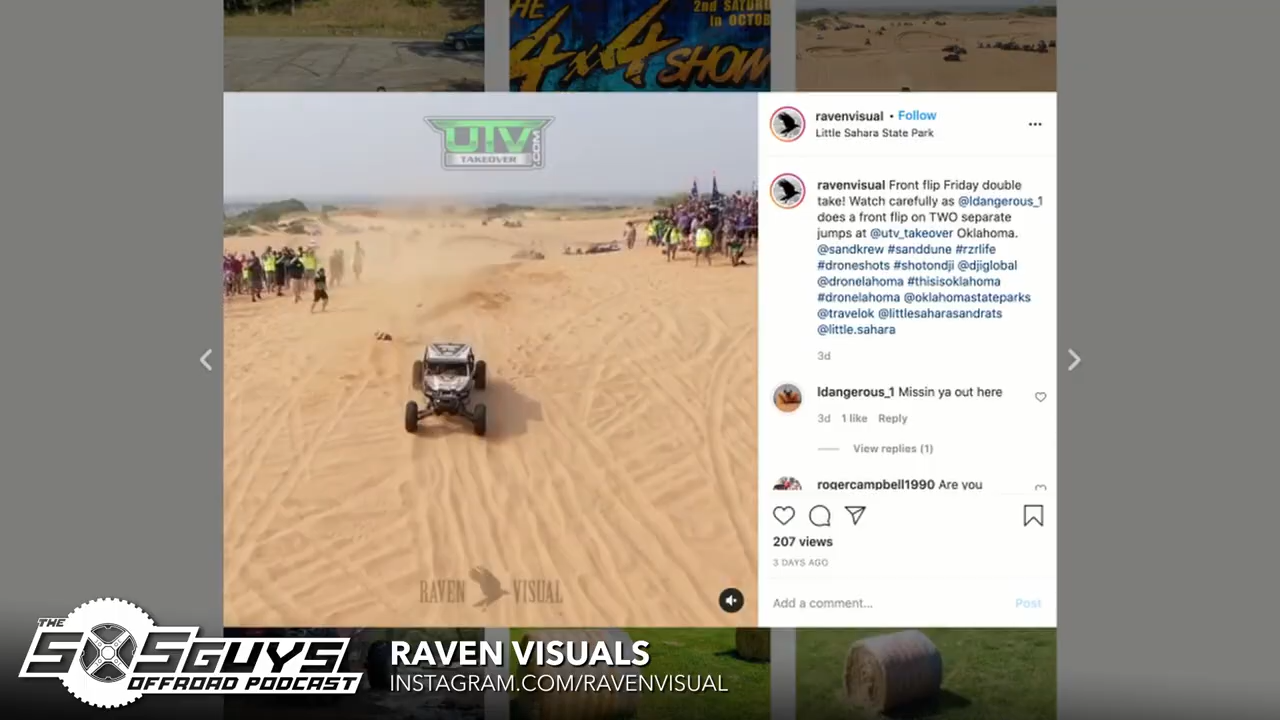 THE
4x4 SHOW
2nd SATUR
In OCTOB
UTV
TAKEOVER
.COM
ravenvisual • Follow
Little Sahara State Park
ravenvisual Front flip Friday double
take! Watch carefully as @ldangerous_1
does a front flip on TWO separate
jumps at @utv_takeover Oklahoma.
@sandkrew #sanddune #rzrlife
#droneshots #shotondji @djiglobal
@dronelahoma #thisisoklahoma
#dronelahoma @oklahomastateparks
@travelok @littlesaharasandrats
@little.sahara
3d
ldangerous_1 Missin ya out here
3d 1 like Reply
View replies (1)
rogercampbell1990 Are you
207 views
3 DAYS AGO
Add a comment... Post
RAVEN VISUAL
THE
SXSGUYS
OFFROAD PODCAST
RAVEN VISUALS
INSTAGRAM.COM/RAVENVISUAL